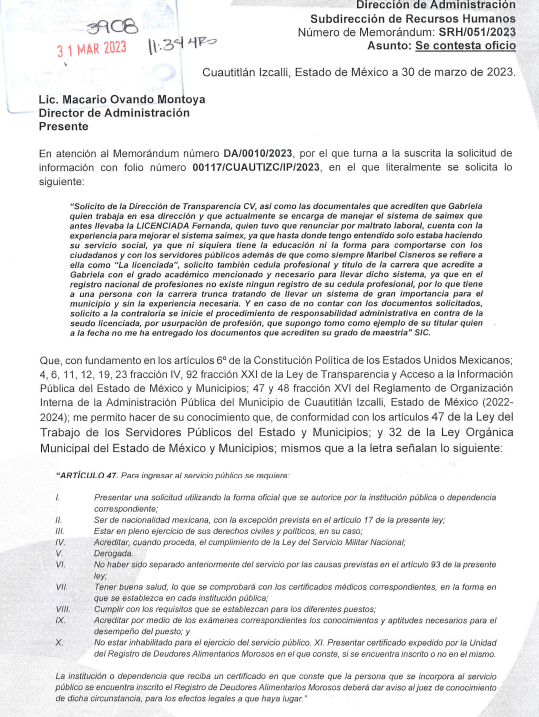 Dirección de Administración
Subdirección de Recursos Humanos
Número de Memorándum: SRH/051/2023
Asunto: Se contesta oficio
3908
31 MAR 2023
11:34
Cuautitlán Izcalli, Estado de México a 30 de marzo de 2023.
Lic. Macario Ovando Montoya
Director de Administración
Presente
En atención al Memorándum número DA/0010/2023, por el que turna a la suscrita la solicitud de
información con folio número 00117/CUAUTIZC/IP/2023, en el que literalmente se solicita lo
siguiente:
"Solicito de la Dirección de Transparencia CV, así como las documentales que acrediten que Gabriela
quien trabaja en esa dirección y que actualmente se encarga de manejar el sistema de saimex que
antes llevaba la LICENCIADA Fernanda, quien tuvo que renunciar por maltrato laboral, cuenta con la
experiencia para mejorar el sistema saimex, ya que hasta donde tengo entendido solo estaba haciendo
su servicio social, ya que ni siquiera tiene la educación ni la forma para comportarse con los
ciudadanos y con los servidores públicos además de que como siempre Maribel Cisneros se refiere a
ella como "La licenciada", solicito también cedula profesional y titulo de la carrera que acredite a
Gabriela con el grado académico mencionado y necesario para llevar dicho sistema, ya que en el
registro nacional de profesiones no existe ningun registro de su cedula profesional, por lo que tiene
a una persona con la carrera trunca tratando de llevar un sistema de gran importancia para el
municipio y sin la experiencia necesaria. Y en caso de no contar con los documentos solicitados,
solicito a la contraloría se inicie el procedimiento de responsabilidad administrativa en contra de la
seudo licenciada, por usurpación de profesión, que supongo tomo como ejemplo de su titular quien
a la fecha no me ha entregado los documentos que acrediten su grado de maestría" SIC.
Que, con fundamento en los artículos 6º de la Constitución Política de los Estados Unidos Mexicanos;
4, 6, 11, 12, 19, 23 fracción IV, 92 fracción XXI de la Ley de Transparencia y Acceso a la Información
Pública del Estado de México y Municipios; 47 y 48 fracción XVI del Reglamento de Organización
Interna de la Administración Pública del Municipio de Cuautitlán Izcalli, Estado de México (2022-
2024); me permito hacer de su conocimiento que, de conformidad con los artículos 47 de la Ley del
Trabajo de los Servidores Públicos del Estado y Municipios; y 32 de la Ley Orgánica
Municipal del Estado de México y Municipios; mismos que a la letra señalan lo siguiente:
"ARTÍCULO 47. Para ingresar al servicio público se requiere:
I. Presentar una solicitud utilizando la forma oficial que se autorice por la institución pública o dependencia
correspondiente;
II. Ser de nacionalidad mexicana, con la excepción prevista en el artículo 17 de la presente ley;
III. Estar en pleno ejercicio de sus derechos civiles y políticos, en su caso;
IV. Acreditar, cuando proceda, el cumplimiento de la Ley del Servicio Militar Nacional;
V. Derogada.
VI. No haber sido separado anteriormente del servicio por las causas previstas en el artículo 93 de la presente
ley;
VII. Tener buena salud, lo que se comprobará con los certificados médicos correspondientes, en la forma en
que se establezca en cada institución pública;
VIII. Cumplir con los requisitos que se establezcan para los diferentes puestos;
IX. Acreditar por medio de los exámenes correspondientes los conocimientos y aptitudes necesarios para el
desempeño del puesto; y
X. No estar inhabilitado para el ejercicio del servicio público. XI. Presentar certificado expedido por la Unidad
del Registro de Deudores Alimentarios Morosos en el que conste, si se encuentra inscrito o no en el mismo.
La institución o dependencia que reciba un certificado en que conste que la persona que se incorpora al servicio
público se encuentra inscrito el Registro de Deudores Alimentarios Morosos deberá dar aviso al juez de conocimiento
de dicha circunstancia, para los efectos legales a que haya lugar."